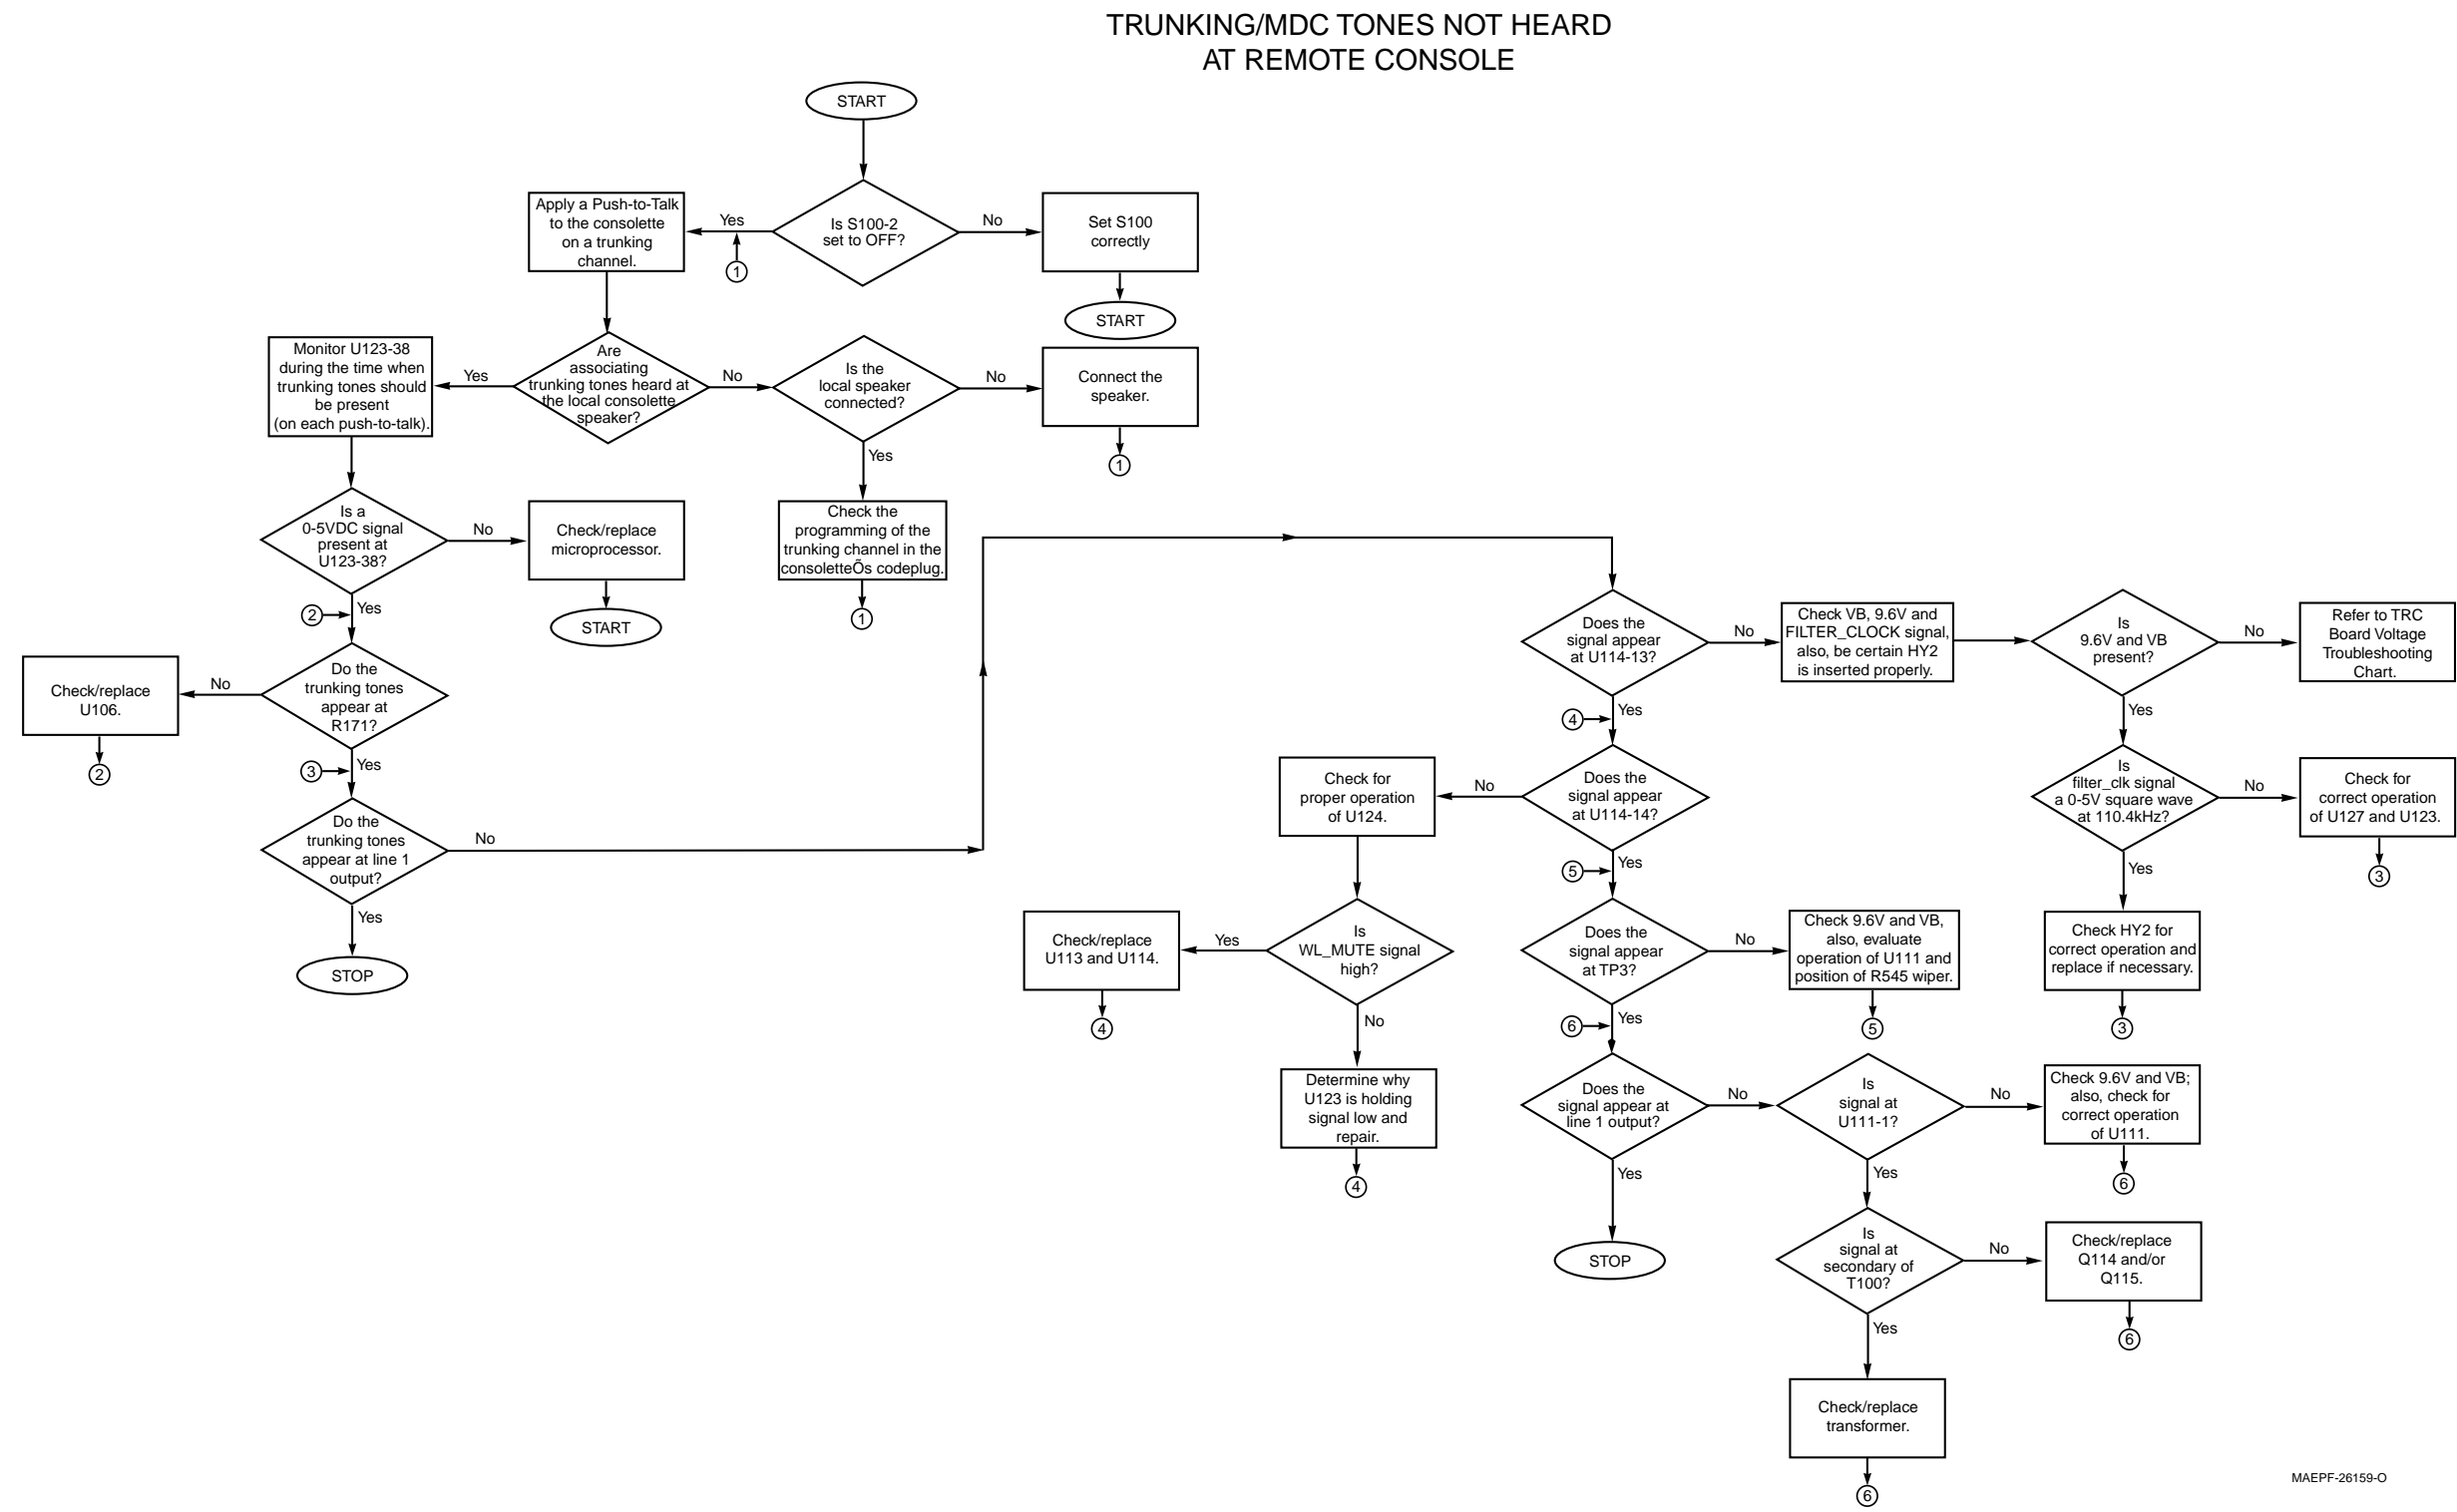 TRUNKING/MDC TONES NOT HEARD
AT REMOTE CONSOLE
START
Apply a Push-to-Talk
to the consolette
on a trunking
channel.
Yes
1
Is S100-2
set to OFF?
No
Set S100
correctly
START
Monitor U123-38
during the time when
trunking tones should
be present
(on each push-to-talk).
Yes
Are
associating
trunking tones heard at
the local consolette
speaker?
No
Is the
local speaker
connected?
No
Connect the
speaker.
1
Yes
Check the
programming of the
trunking channel in the
consoletteÕs codeplug.
1
Is a
0-5VDC signal
present at
U123-38?
No
Check/replace
microprocessor.
START
Yes
2
Do the
trunking tones
appear at
R171?
No
Check/replace
U106.
2
Yes
3
Do the
trunking tones
appear at line 1
output?
No
Yes
STOP
Does the
signal appear
at U114-13?
No
Check VB, 9.6V and
FILTER_CLOCK signal,
also, be certain HY2
is inserted properly.
Is
9.6V and VB
present?
No
Refer to TRC
Board Voltage
Troubleshooting
Chart.
Yes
Is
filter_clk signal
a 0-5V square wave
at 110.4kHz?
No
Check for
correct operation
of U127 and U123.
3
Yes
Check HY2 for
correct operation and
replace if necessary.
3
Yes
4
Does the
signal appear
at U114-14?
No
Check for
proper operation
of U124.
Is
WL_MUTE signal
high?
Yes
Check/replace
U113 and U114.
4
No
Determine why
U123 is holding
signal low and
repair.
4
Yes
5
Does the
signal appear
at TP3?
No
Check 9.6V and VB,
also, evaluate
operation of U111 and
position of R545 wiper.
5
Yes
6
Does the
signal appear at
line 1 output?
No
Is
signal at
U111-1?
No
Check 9.6V and VB;
also, check for
correct operation
of U111.
6
Yes
STOP
Yes
Is
signal at
secondary of
T100?
No
Check/replace
Q114 and/or
Q115.
6
Yes
Check/replace
transformer.
6
MAEPF-26159-O